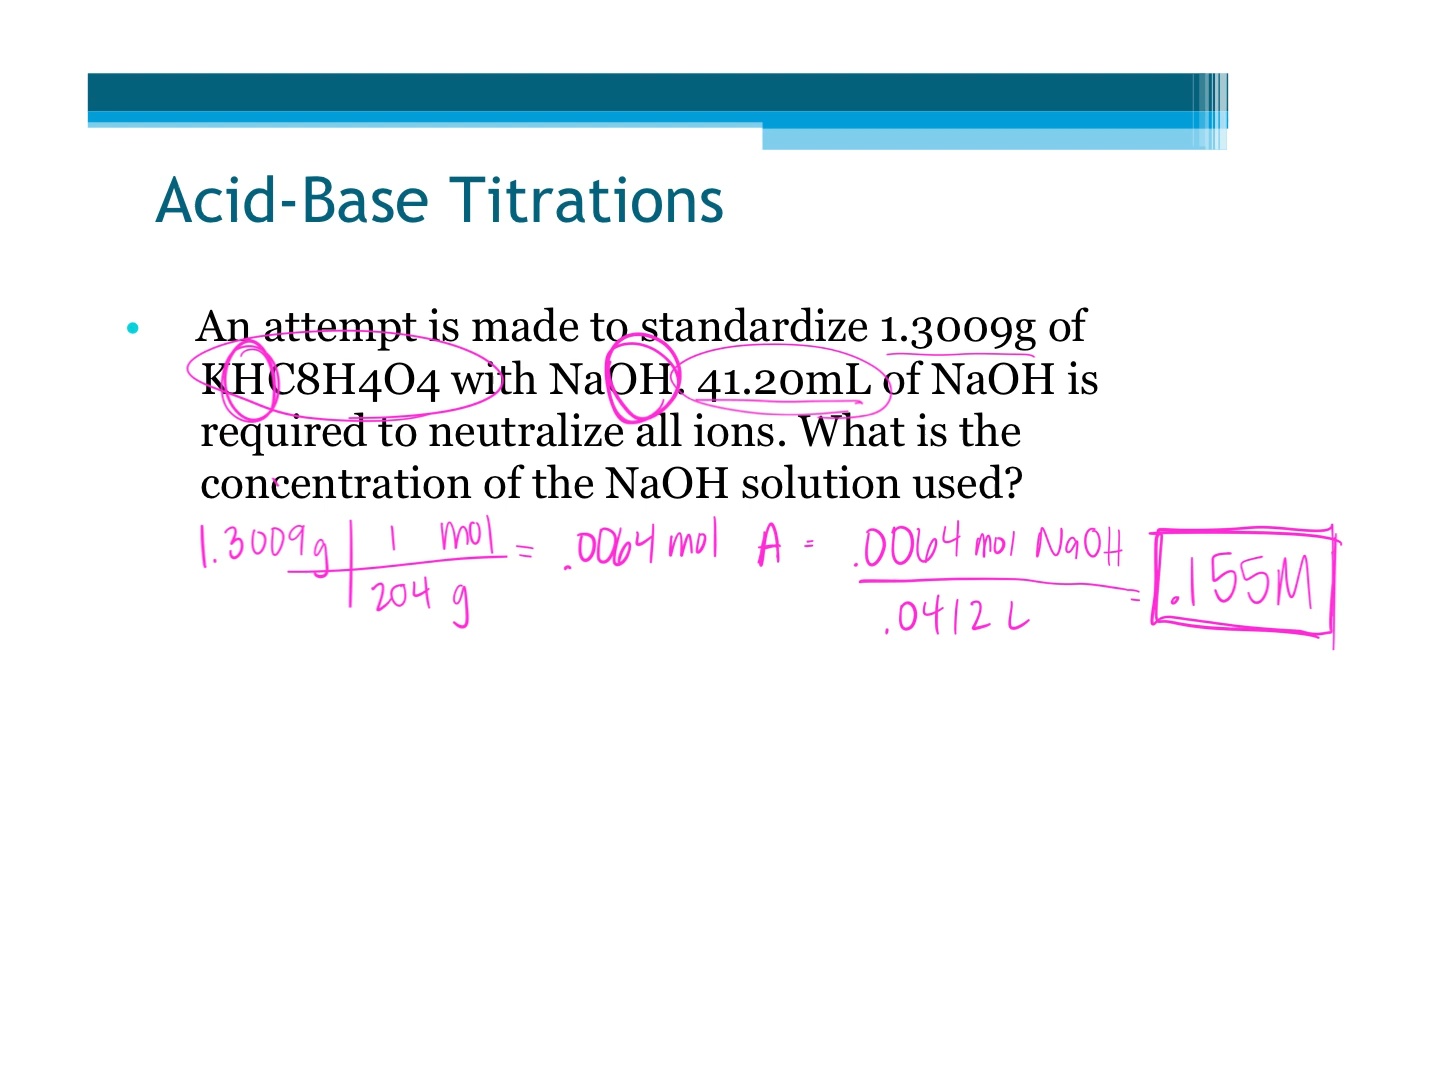 Acid-Base Titrations
• An attempt is made to standardize 1.3009g of
KHC8H4O4 with NaOH. 41.20mL of NaOH is
required to neutralize all ions. What is the
concentration of the NaOH solution used?
1.3009g | 1 mol = .0064 mol A = .0064 mol NaOH = .155M
204 g .0412 L